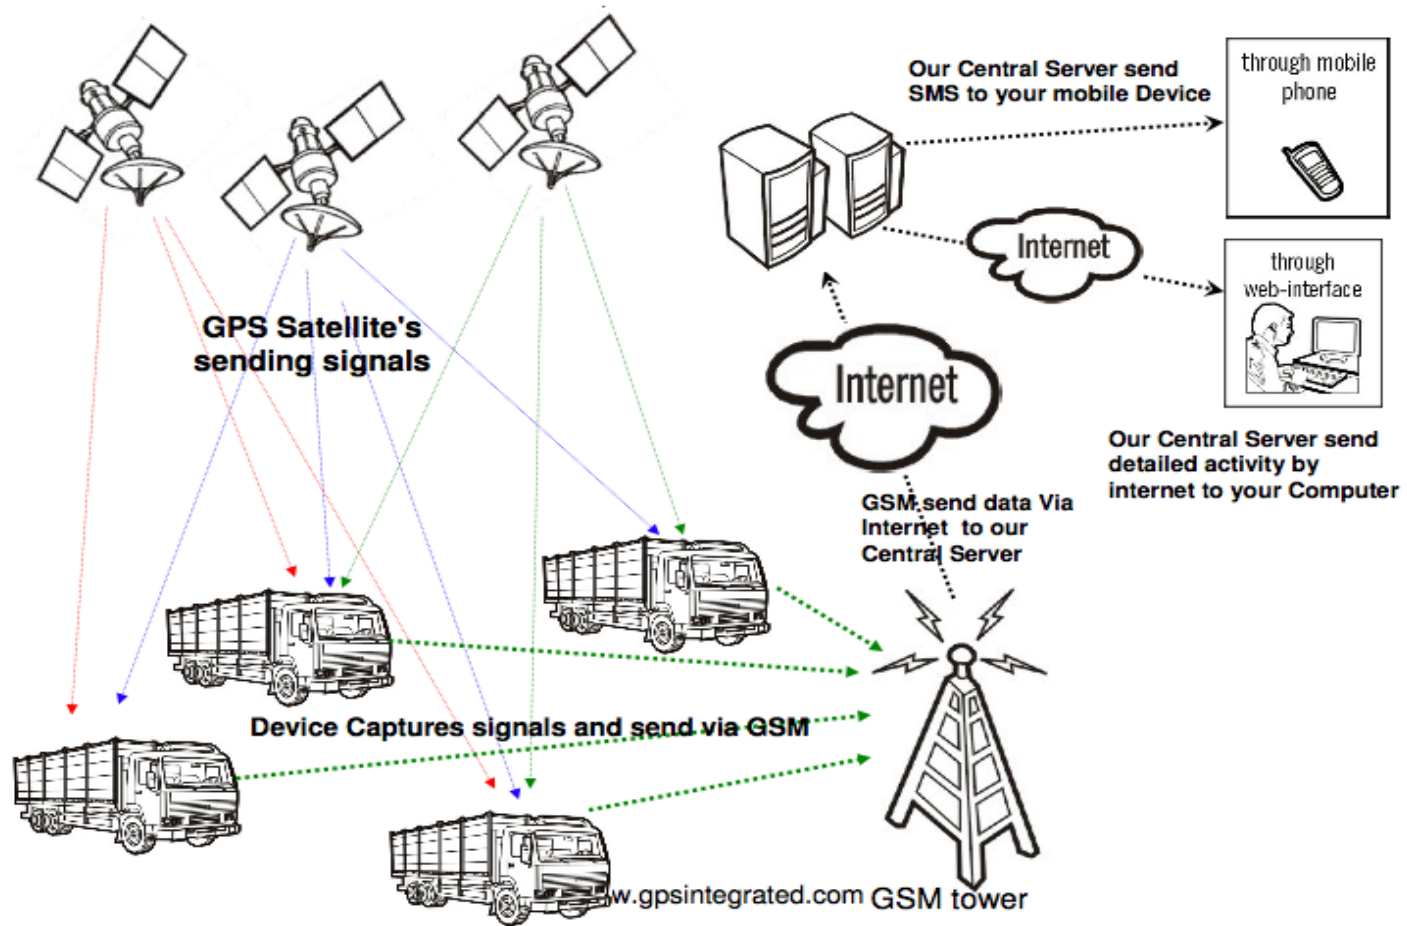 Our Central Server send
SMS to your mobile Device
through mobile
phone
Internet
through
web-interface
GPS Satellite's
sending signals
Internet
Our Central Server send
detailed activity by
internet to your Computer
GSM send data Via
Internet to our
Central Server
Device Captures signals and send via GSM
w.gpsintegrated.com
GSM tower